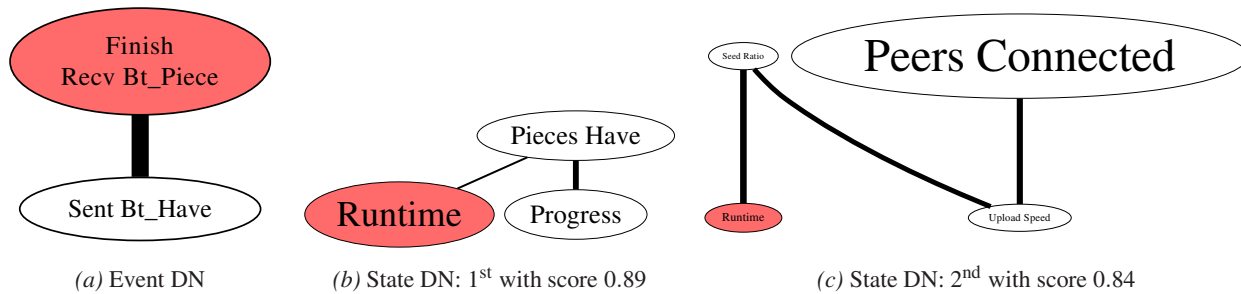 Finish
Recv Bt_Piece
Sent Bt_Have
(a) Event DN
Pieces Have
Runtime
Progress
(b) State DN: 1st with score 0.89
Seed Ratio
Peers Connected
Runtime
Upload Speed
(c) State DN: 2nd with score 0.84